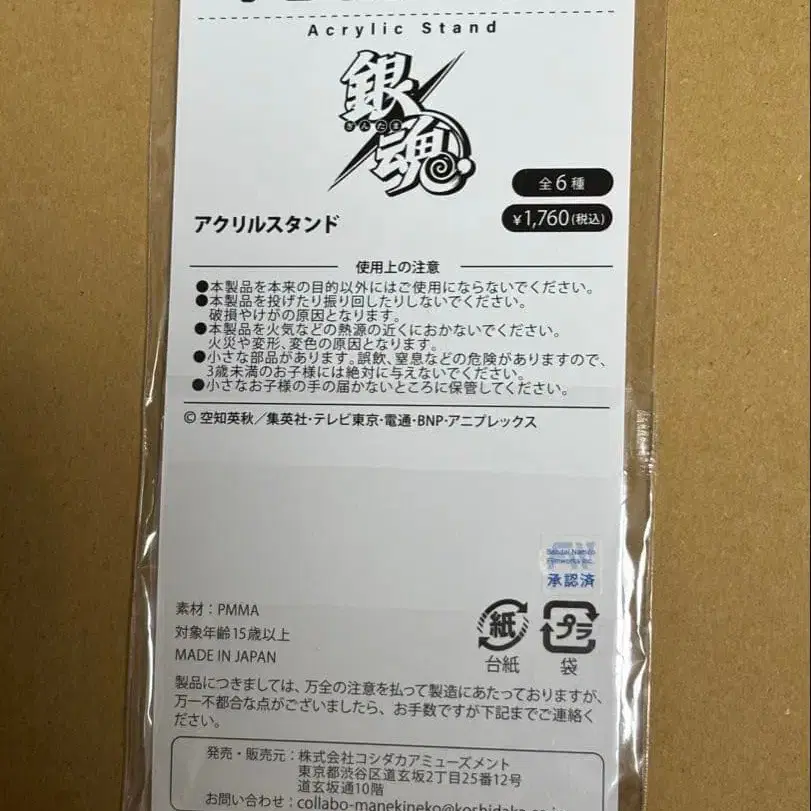 Acrylic Stand
銀魂
ぎんたま
全6種
アクリルスタンド
¥1,760(税込)
使用上の注意
●本製品を本来の目的以外にはご使用にならないでください。
●本製品を投げたり振り回したりしないでください。
破損やけがの原因となります。
●本製品を火気などの熱源の近くにおかないでください。
火災や変形、変色の原因となります。
●小さな部品があります。誤飲、窒息などの危険がありますので、
3歳未満のお子様には絶対に与えないでください。
●小さなお子様の手の届かないところに保管してください。
© 空知英秋／集英社・テレビ東京・電通・BNP・アニプレックス
Bandai Namco
Filmworks Inc.
承認済
素材：PMMA
対象年齢15歳以上
MADE IN JAPAN
紙
台紙
プラ
袋
製品につきましては、万全の注意を払って製造にあたっておりますが、
万一不都合な点がございましたら、お手数ですが下記までご連絡く
ださい。
発売・販売元：株式会社コシダカアミューズメント
東京都渋谷区道玄坂2丁目25番12号
道玄坂通10階
お問い合わせ：collabo-manekineko@koshidaka